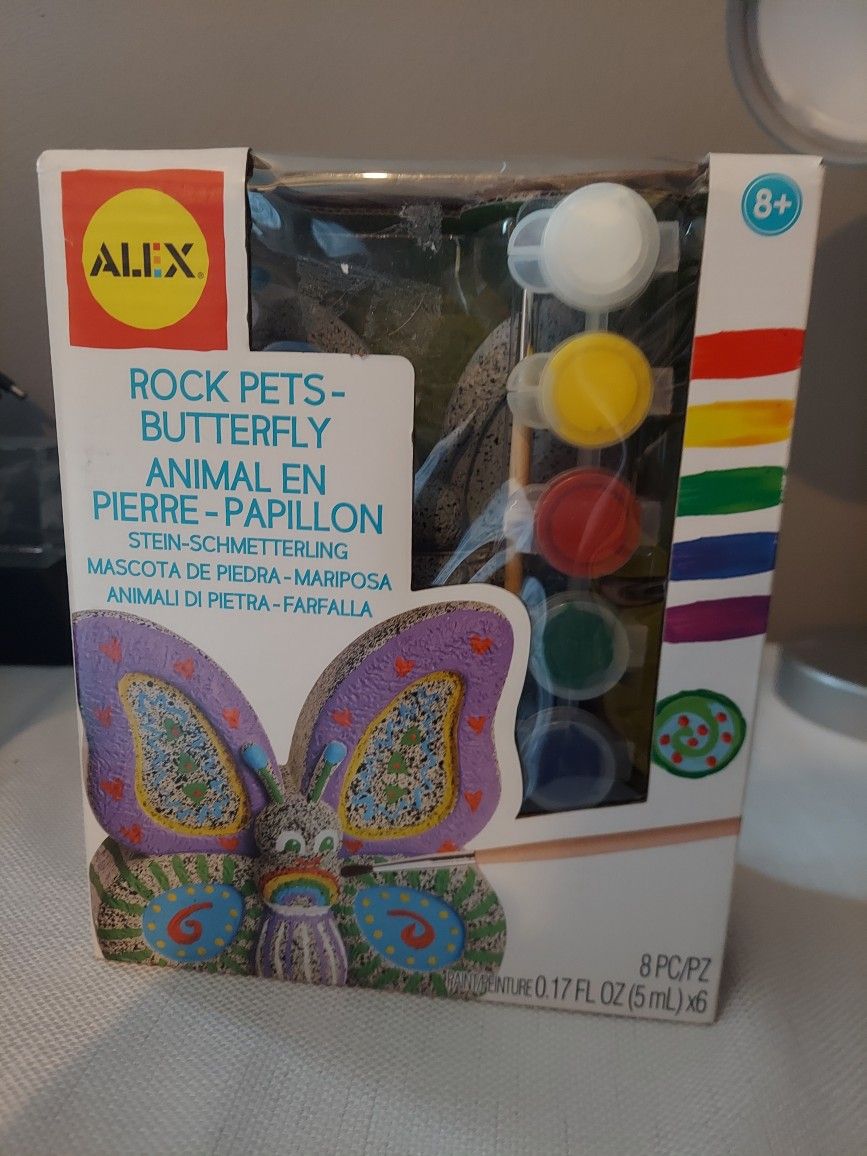 ALEX®
8+
ROCK PETS-
BUTTERFLY
ANIMAL EN
PIERRE-PAPILLON
STEIN-SCHMETTERLING
MASCOTA DE PIEDRA-MARIPOSA
ANIMALI DI PIETRA-FARFALLA
8 PC/PZ
PAINT/PEINTURE 0.17 FL OZ (5 mL) x6